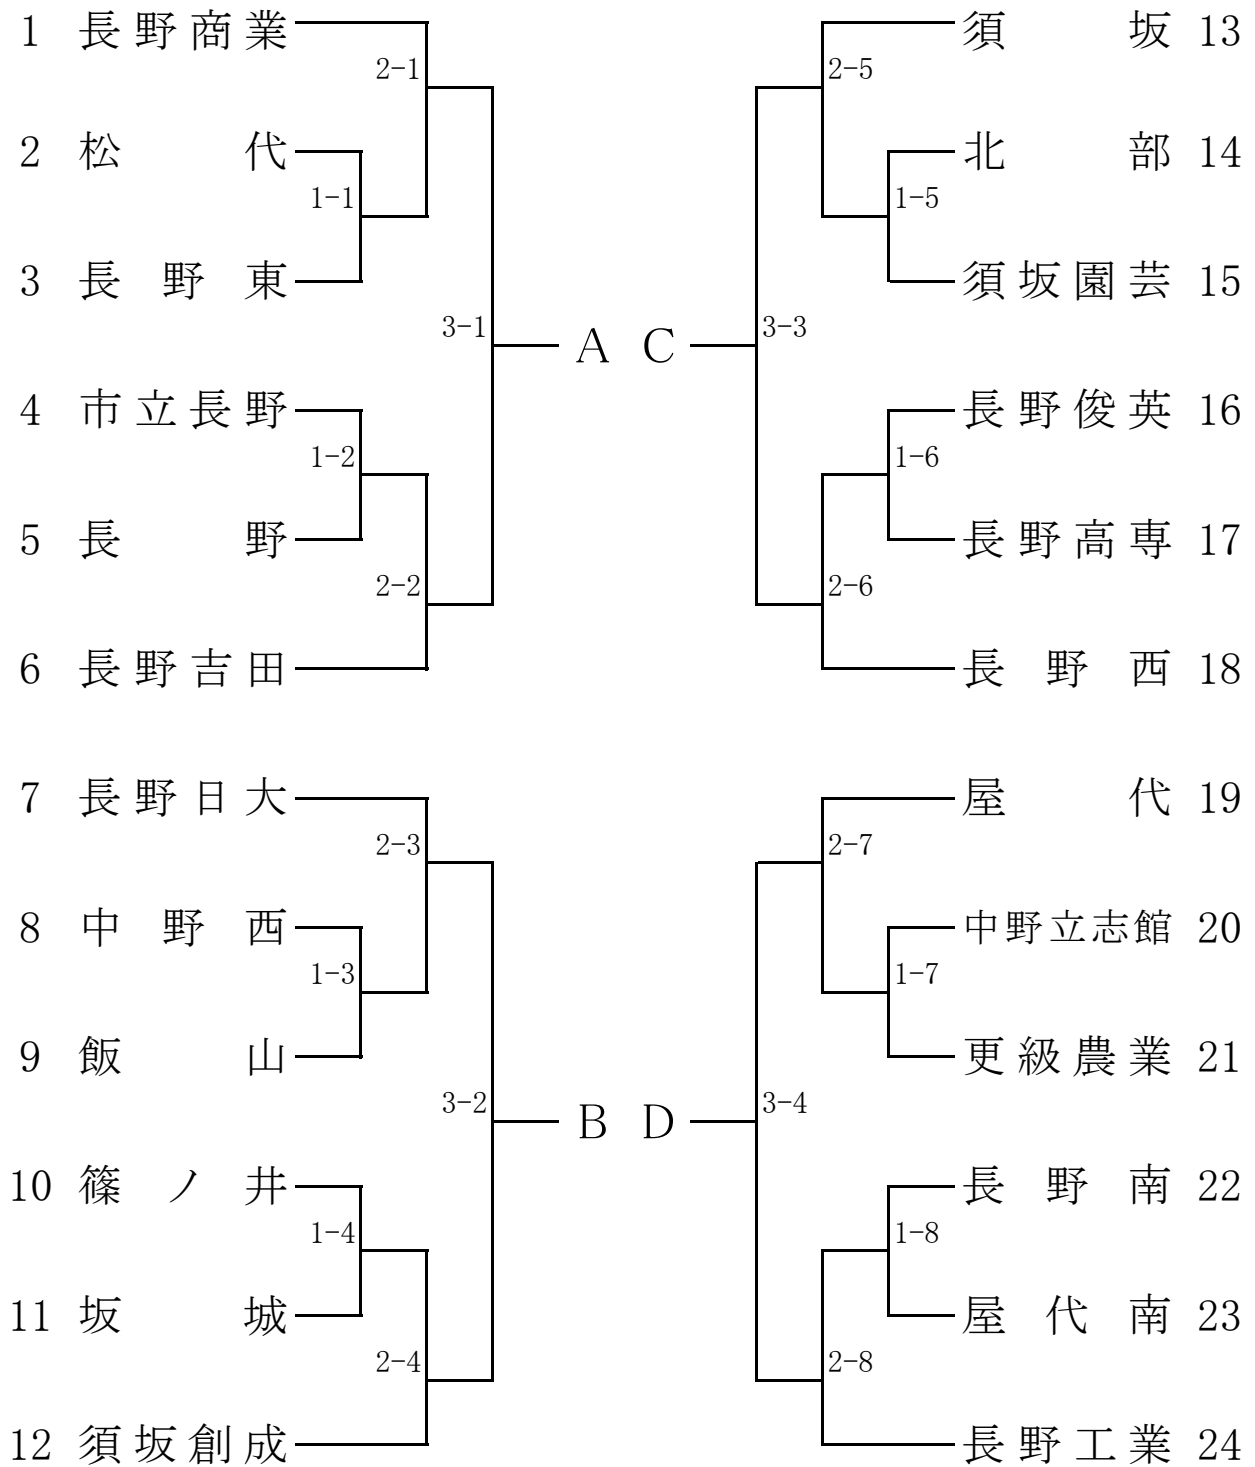 1 長野商業
2-1
2 松代
1-1
3 長野東
3-1
A
4 市立長野
1-2
5 長野
2-2
6 長野吉田
7 長野日大
2-3
8 中野西
1-3
9 飯山
3-2
B
10 篠ノ井
1-4
11 坂城
2-4
12 須坂創成
須坂 13
2-5
北部 14
1-5
須坂園芸 15
C
3-3
長野俊英 16
1-6
長野高専 17
2-6
長野西 18
屋代 19
2-7
中野立志館 20
1-7
更級農業 21
D
3-4
長野南 22
1-8
屋代南 23
2-8
長野工業 24